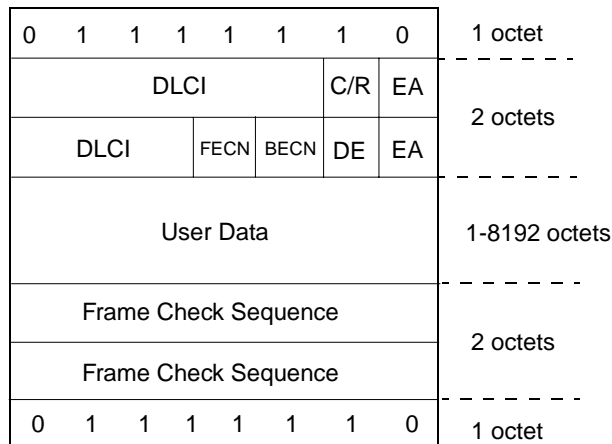 0 1 1 1 1 1 1 0 1 octet
DLCI C/R EA
2 octets
DLCI FECN BECN DE EA
User Data 1-8192 octets
Frame Check Sequence
2 octets
Frame Check Sequence
0 1 1 1 1 1 1 0 1 octet